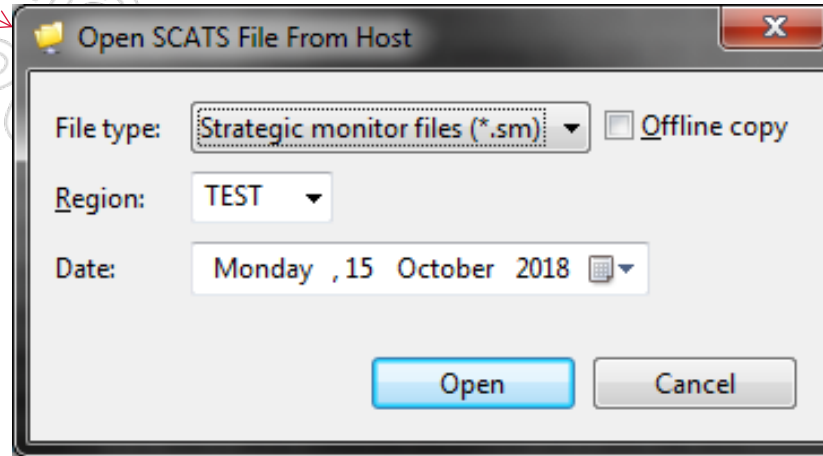 Open SCATS File From Host
File type: Strategic monitor files (*.sm) Offline copy
Region: TEST
Date: Monday , 15 October 2018
Open Cancel